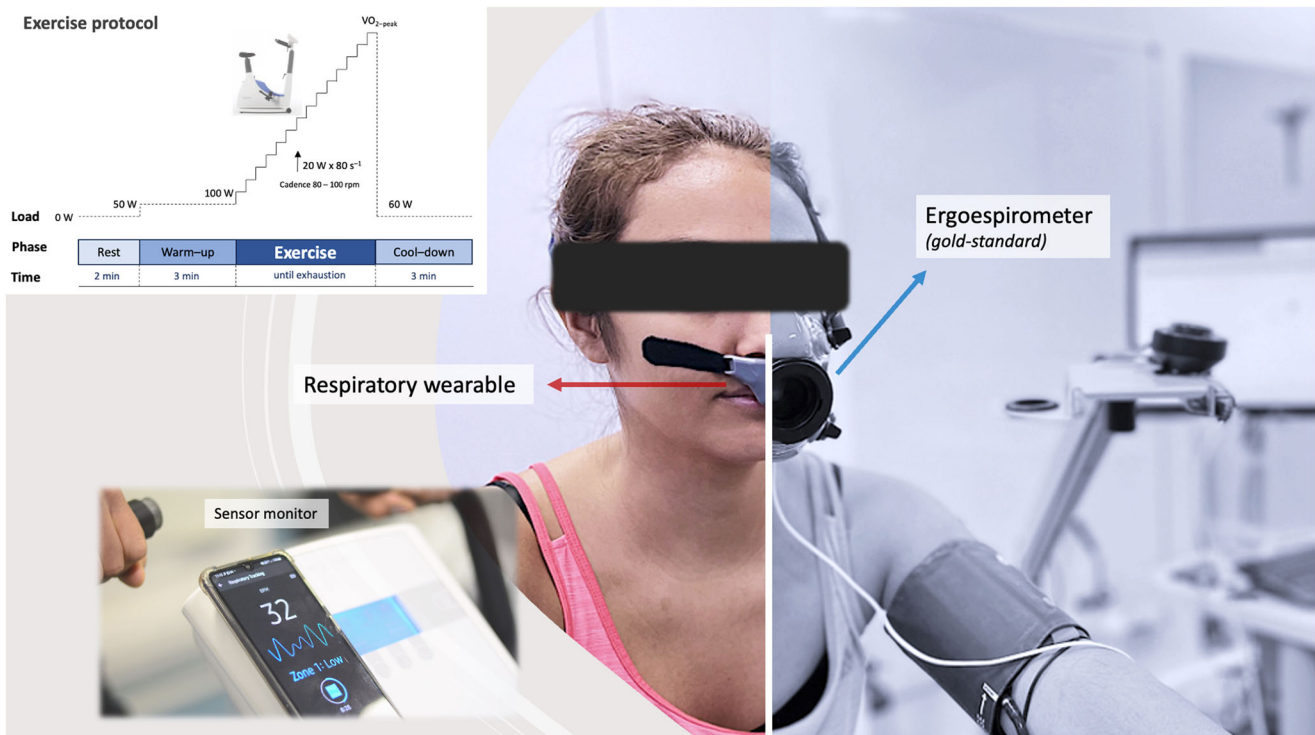 Exercise protocol
VO2–peak
20 W x 80 s–1
Cadence 80 – 100 rpm
100 W
50 W
60 W
Load 0 W
Phase Rest Warm–up Exercise Cool–down
Time 2 min 3 min until exhaustion 3 min
Ergoespirometer
(gold-standard)
Respiratory wearable
Sensor monitor
Respiratory Tracking
32
Zone 1: Low